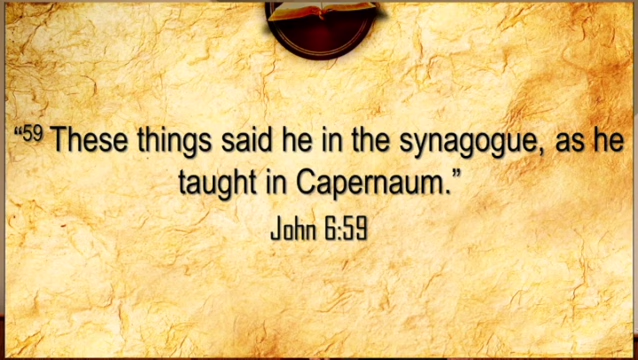 “59 These things said he in the synagogue, as he
taught in Capernaum.”
John 6:59